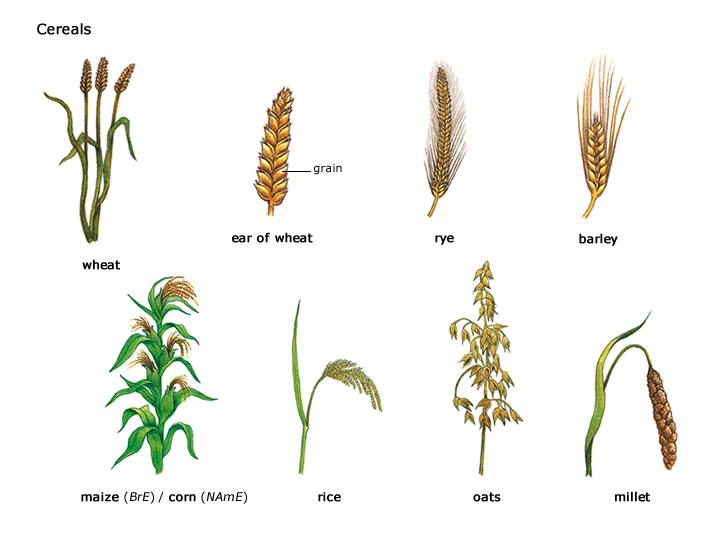 Cereals
grain
ear of wheat
rye
barley
wheat
maize (BrE) / corn (NAmE)
rice
oats
millet